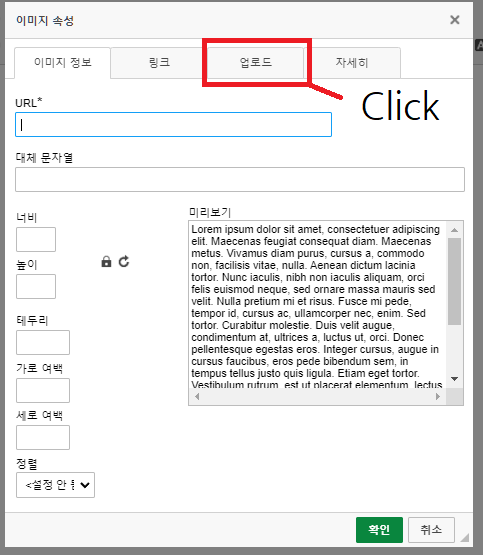 이미지 속성
이미지 정보
링크
업로드
자세히
Click
URL*
대체 문자열
너비
높이
테두리
가로 여백
세로 여백
정렬
<설정 안 됨
미리보기
Lorem ipsum dolor sit amet, consectetuer adipiscing
elit. Maecenas feugiat consequat diam. Maecenas
metus. Vivamus diam purus, cursus a, commodo
non, facilisis vitae, nulla. Aenean dictum lacinia
tortor. Nunc iaculis, nibh non iaculis aliquam, orci
felis euismod neque, sed ornare massa mauris sed
velit. Nulla pretium mi et risus. Fusce mi pede,
tempor id, cursus ac, ullamcorper nec, enim. Sed
tortor. Curabitur molestie. Duis velit augue,
condimentum at, ultrices a, luctus ut, orci. Donec
pellentesque egestas eros. Integer cursus, augue in
cursus faucibus, eros pede bibendum sem, in
tempus tellus justo quis ligula. Etiam eget tortor.
Vestibulum rutrum, est ut placerat elementum, lectus
확인
취소